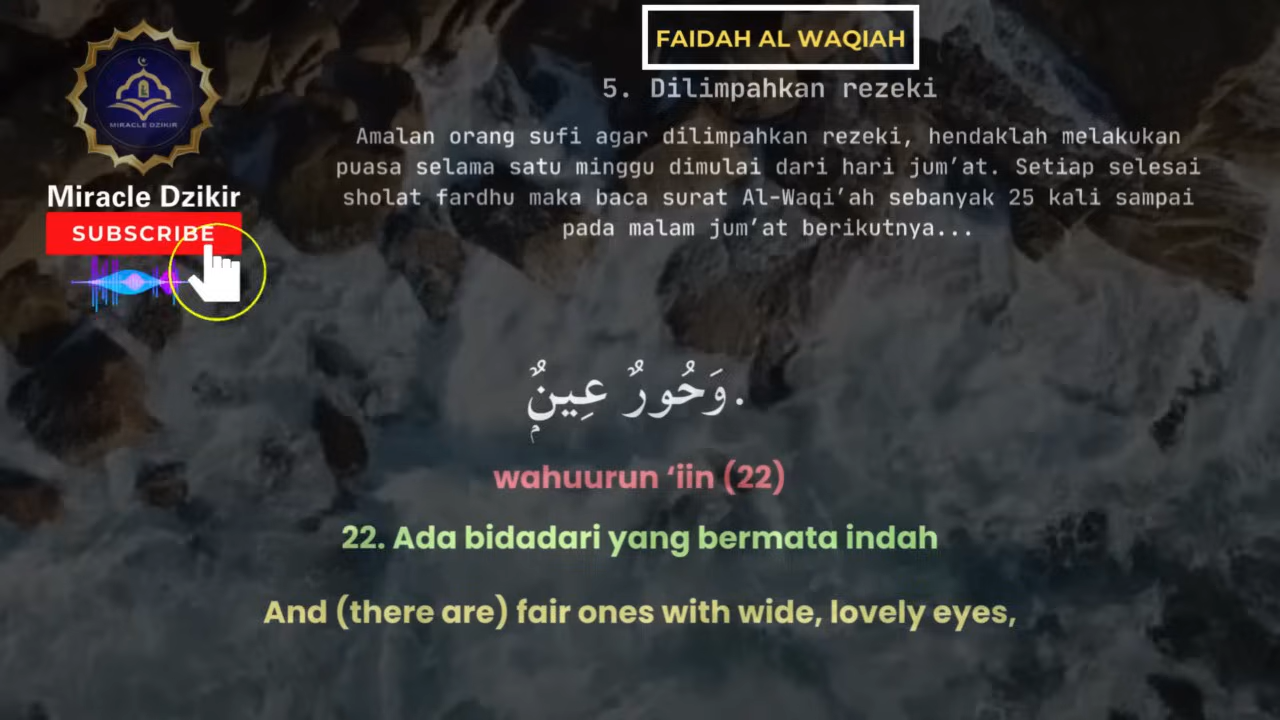 FAIDAH AL WAQIAH
5. Dilimpahkan rezeki
Amalan orang sufi agar dilimpahkan rezeki, hendaklah melakukan
puasa selama satu minggu dimulai dari hari jum’at. Setiap selesai
sholat fardhu maka baca surat Al-Waqi’ah sebanyak 25 kali sampai
pada malam jum’at berikutnya...
MIRACLE DZIKIR
Miracle Dzikir
SUBSCRIBE
وَحُورٌ عِينٌۭ.
wahuurun ‘iin (22)
22. Ada bidadari yang bermata indah
And (there are) fair ones with wide, lovely eyes,